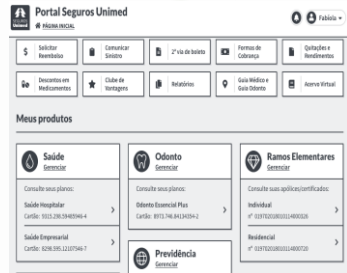 SEGUROS
Unimed
Portal Seguros Unimed
PÁGINA INICIAL
Fabíola
Solicitar
Reembolso
Comunicar
Sinistro
2ª via de boleto
Formas de
Cobrança
Quitações e
Rendimentos
Descontos em
Medicamentos
Clube de
Vantagens
Relatórios
Guia Médico e
Guia Odonto
Acervo Virtual
Meus produtos
Saúde
Gerenciar
Consulte seus planos:
Saúde Hospitalar
Saúde Empresarial
Odonto
Gerenciar
Consulte seus planos:
Odonto Essencial Plus
Previdência
Gerenciar
Ramos Elementares
Gerenciar
Consulte suas apólices/certificados:
Individual
Residencial